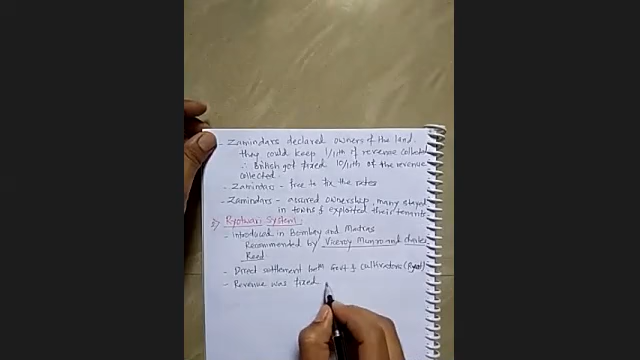 - Zamindars declared owners of the land.
they could keep 1/11th of revenue collected
∴ British got fixed 10/11th of the revenue
collected
- Zamindars - free to fix the rates
- Zamindars - assured ownership, many stayed
in towns & exploited their tenants
3) Ryotwari System:
- Introduced in Bombay and Madras
Recommended by Viceroy Munro and Charles
Reed
- Direct settlement betn Govt & cultivators (Ryot)
- Revenue was fixed